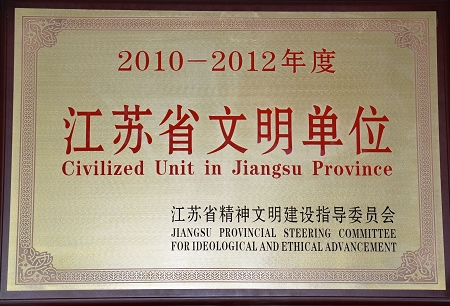 2010-2012年度
江苏省文明单位
Civilized Unit in Jiangsu Province
江苏省精神文明建设指导委员会
JIANGSU PROVINCIAL STEERING COMMITTEE
FOR IDEOLOGICAL AND ETHICAL ADVANCEMENT